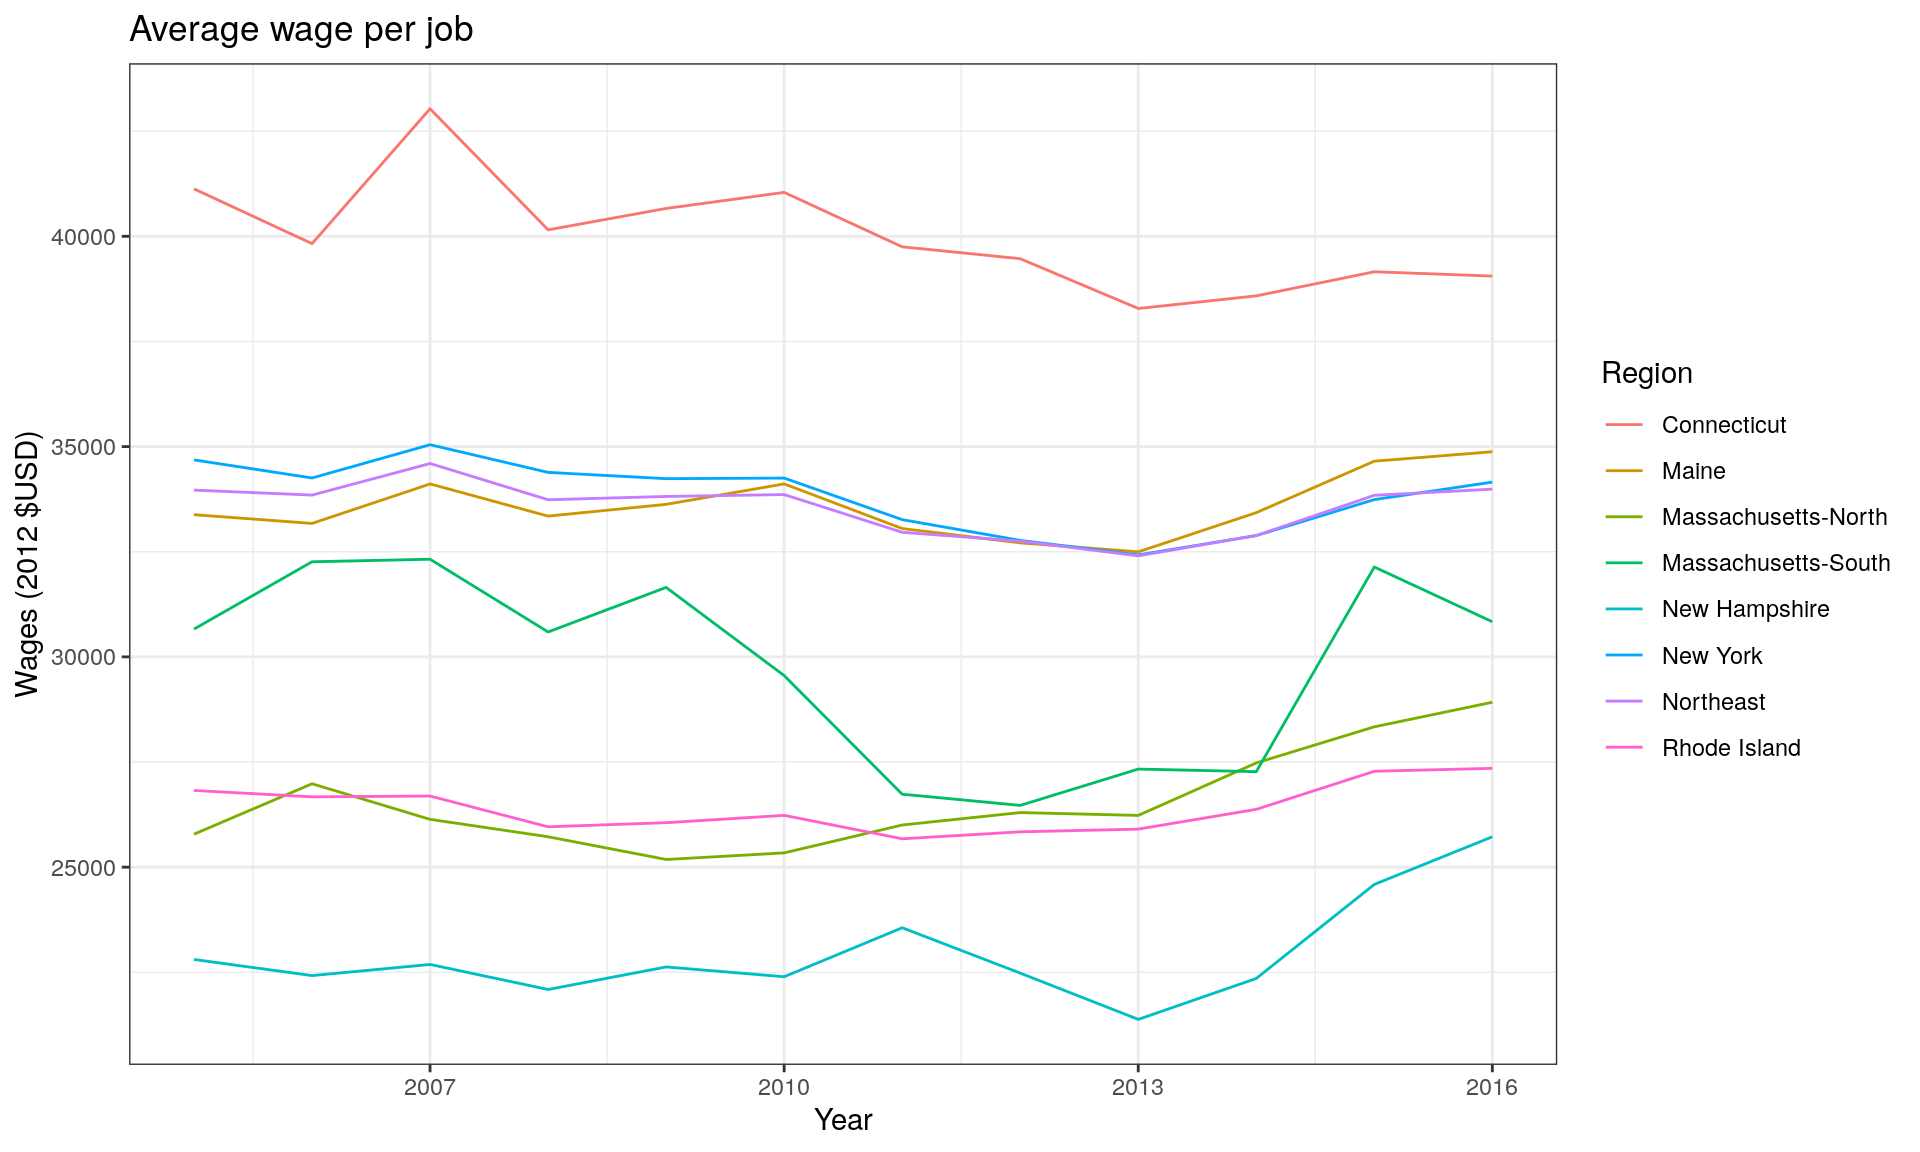 Average wage per job
Wages (2012 $USD)
40000
35000
30000
25000
2007
2010
2013
2016
Year
Region
Connecticut
Maine
Massachusetts-North
Massachusetts-South
New Hampshire
New York
Northeast
Rhode Island